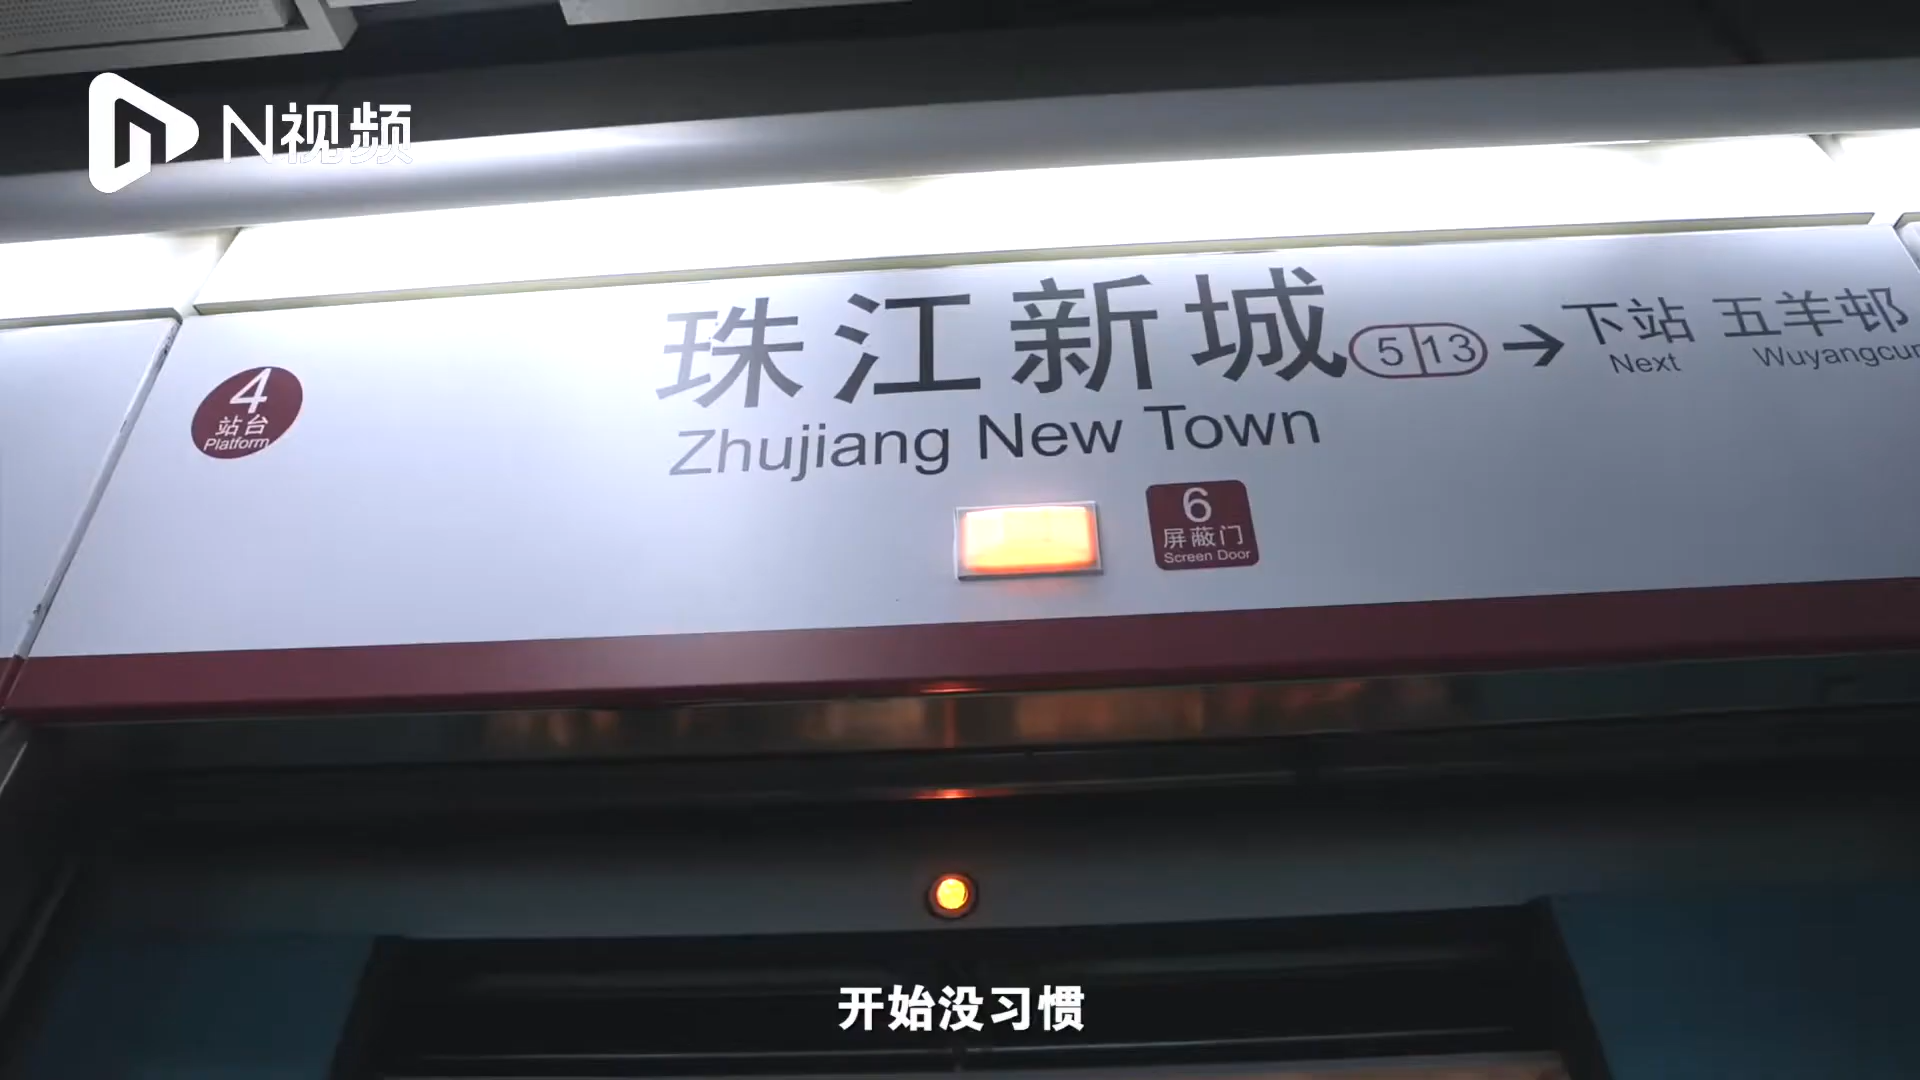 N视频
珠江新城 5|13 → 下站 五羊邨
Next Wuyangcun
4
站台
Platform
Zhujiang New Town
6
屏蔽门
Screen Door
开始没习惯